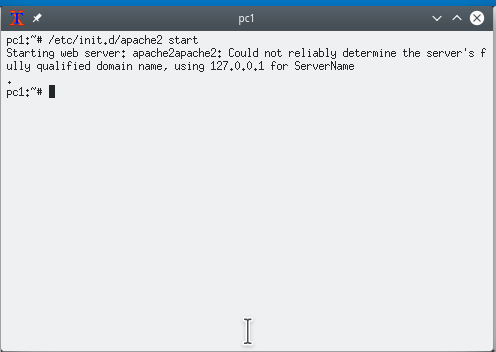 pc1
pc1:~# /etc/init.d/apache2 start
Starting web server: apache2apache2: Could not reliably determine the server's f
ully qualified domain name, using 127.0.0.1 for ServerName
.
pc1:~#